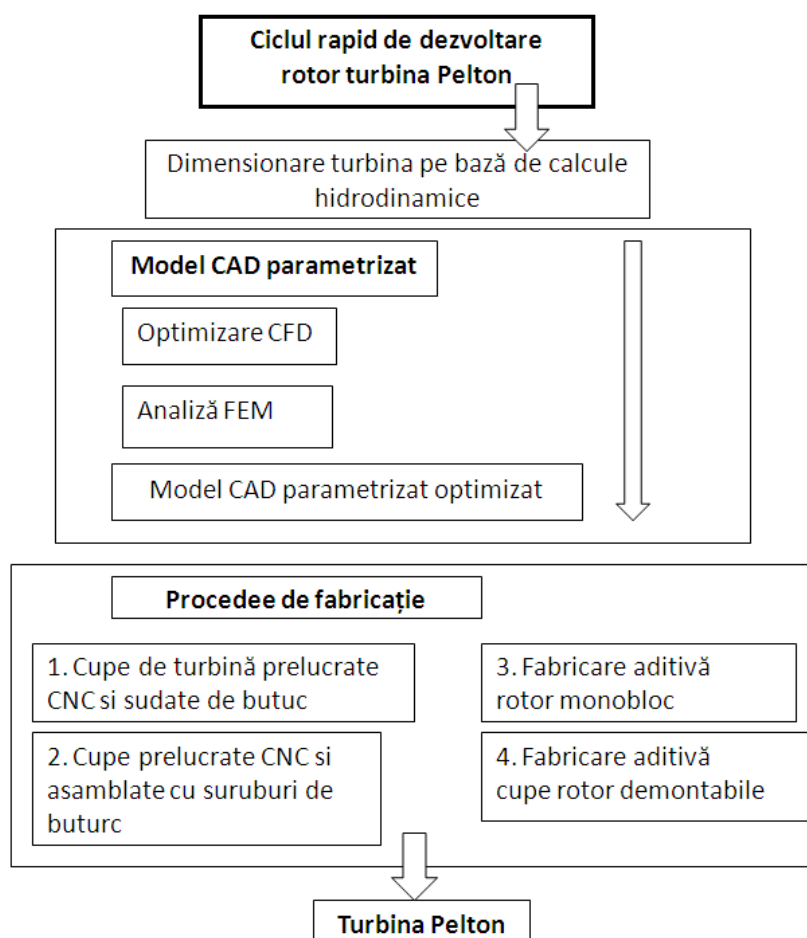 Ciclul rapid de dezvoltare
rotor turbina Pelton
Dimensionare turbina pe bază de calcule
hidrodinamice
Model CAD parametrizat
Optimizare CFD
Analiză FEM
Model CAD parametrizat optimizat
Procedee de fabricație
1. Cupe de turbină prelucrate
CNC si sudate de butuc
2. Cupe prelucrate CNC si
asamblate cu suruburi de
buturc
3. Fabricare aditivă
rotor monobloc
4. Fabricare aditivă
cupe rotor demontabile
Turbina Pelton